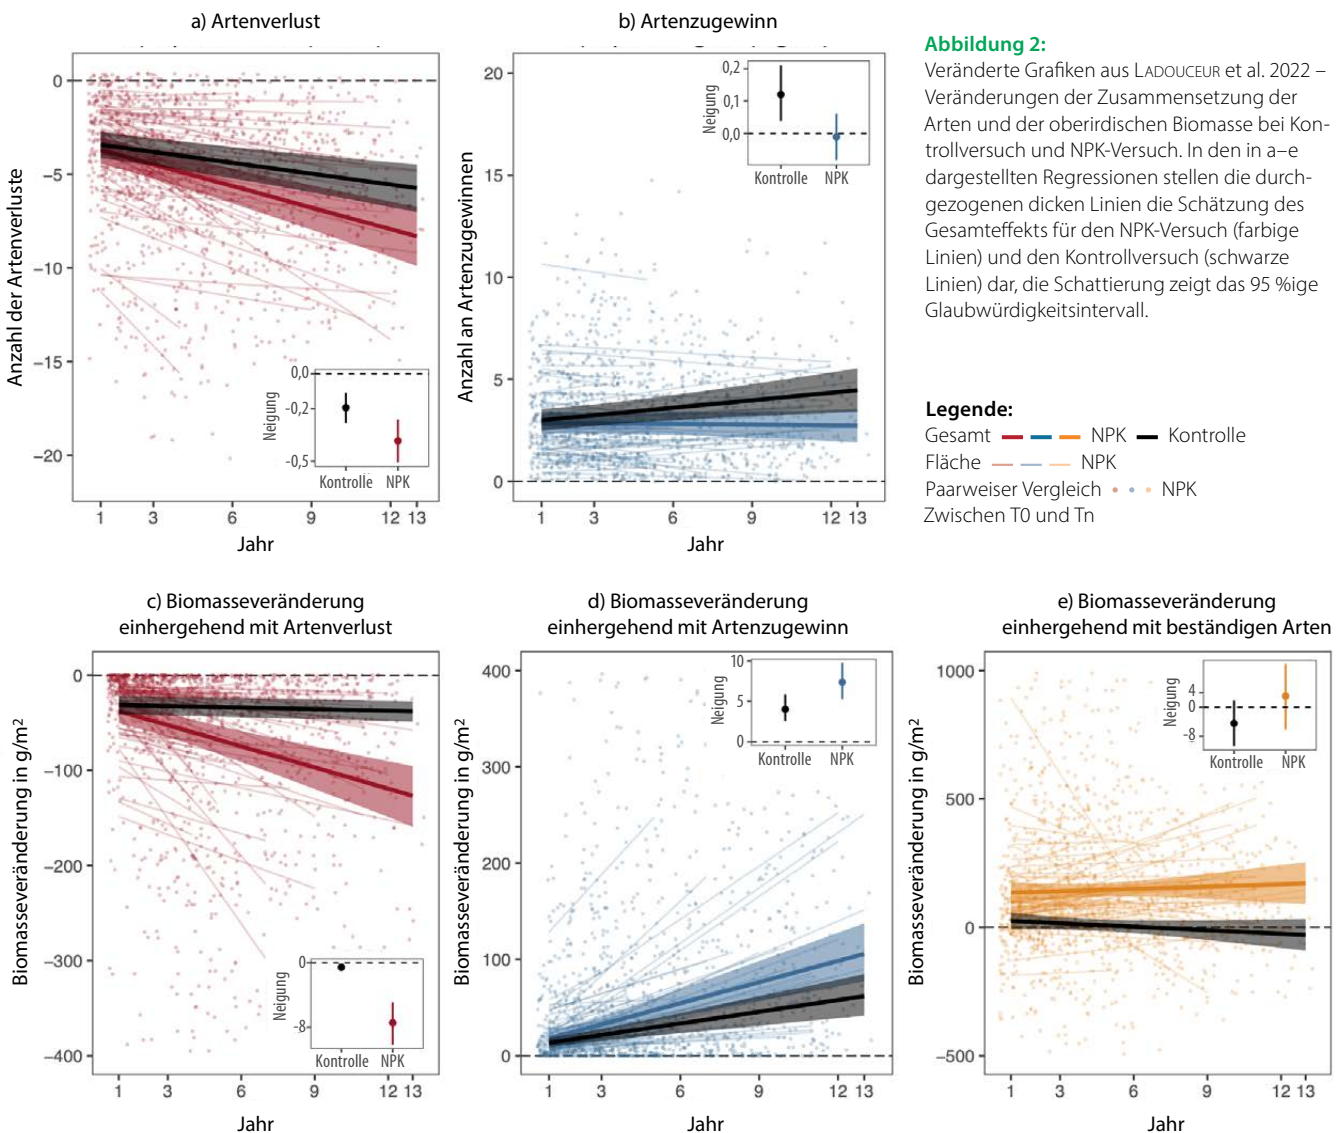 a) Artenverlust
Anzahl der Artenverluste
0
−5
−10
−15
−20
1 3 6 9 12 13
Jahr
Neigung
0,0
-0,2
-0,5
Kontrolle NPK
b) Artenzugewinn
Anzahl an Artenzugewinnen
20
15
10
5
0
1 3 6 9 12 13
Jahr
Neigung
0,2
0,1
0,0
Kontrolle NPK
Abbildung 2:
Veränderte Grafiken aus LADOUCEUR et al. 2022 –
Veränderungen der Zusammensetzung der
Arten und der oberirdischen Biomasse bei Kon-
trollversuch und NPK-Versuch. In den in a–e
dargestellten Regressionen stellen die durch-
gezogenen dicken Linien die Schätzung des
Gesamteffekts für den NPK-Versuch (farbige
Linien) und den Kontrollversuch (schwarze
Linien) dar, die Schattierung zeigt das 95 %ige
Glaubwürdigkeitsintervall.
Legende:
Gesamt NPK Kontrolle
Fläche NPK
Paarweiser Vergleich NPK
Zwischen T0 und Tn
c) Biomasseveränderung
einhergehend mit Artenverlust
Biomasseveränderung in g/m²
0
−100
−200
−300
−400
1 3 6 9 12 13
Jahr
Neigung
0
-8
Kontrolle NPK
d) Biomasseveränderung
einhergehend mit Artenzugewinn
Biomasseveränderung in g/m²
400
300
200
100
0
1 3 6 9 12 13
Jahr
Neigung
10
5
0
Kontrolle NPK
e) Biomasseveränderung
einhergehend mit beständigen Arten
Biomasseveränderung in g/m²
1000
500
0
−500
1 3 6 9 12 13
Jahr
Neigung
4
0
-8
Kontrolle NPK